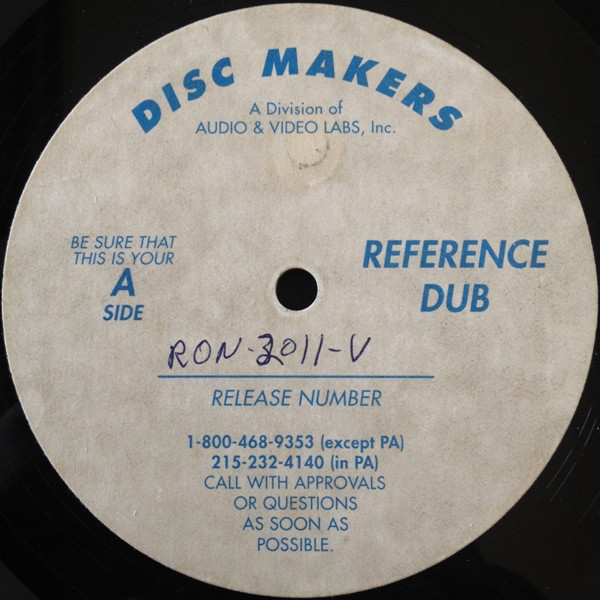 DISC MAKERS
A Division of
AUDIO & VIDEO LABS, Inc.
BE SURE THAT
THIS IS YOUR
A
SIDE
REFERENCE
DUB
RON-2011-V
RELEASE NUMBER
1-800-468-9353 (except PA)
215-232-4140 (in PA)
CALL WITH APPROVALS
OR QUESTIONS
AS SOON AS
POSSIBLE.